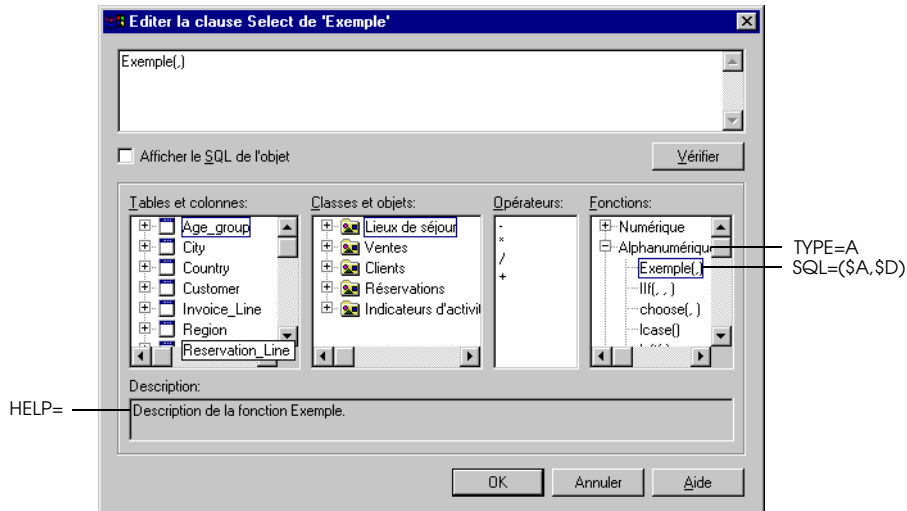 Editer la clause Select de 'Exemple'
Exemple(,)
Afficher le SQL de l'objet
Vérifier
Tables et colonnes:
Age_group
City
Country
Customer
Invoice_Line
Region
Reservation_Line
Classes et objets:
Lieux de séjour
Ventes
Clients
Réservations
Indicateurs d'activit
Opérateurs:
-
*
/
+
Fonctions:
Numérique
Alphanumérique
Exemple(,)
IIf(, , )
choose(, )
lcase()
TYPE=A
SQL=($A,$D)
Description:
HELP=
Description de la fonction Exemple.
OK
Annuler
Aide